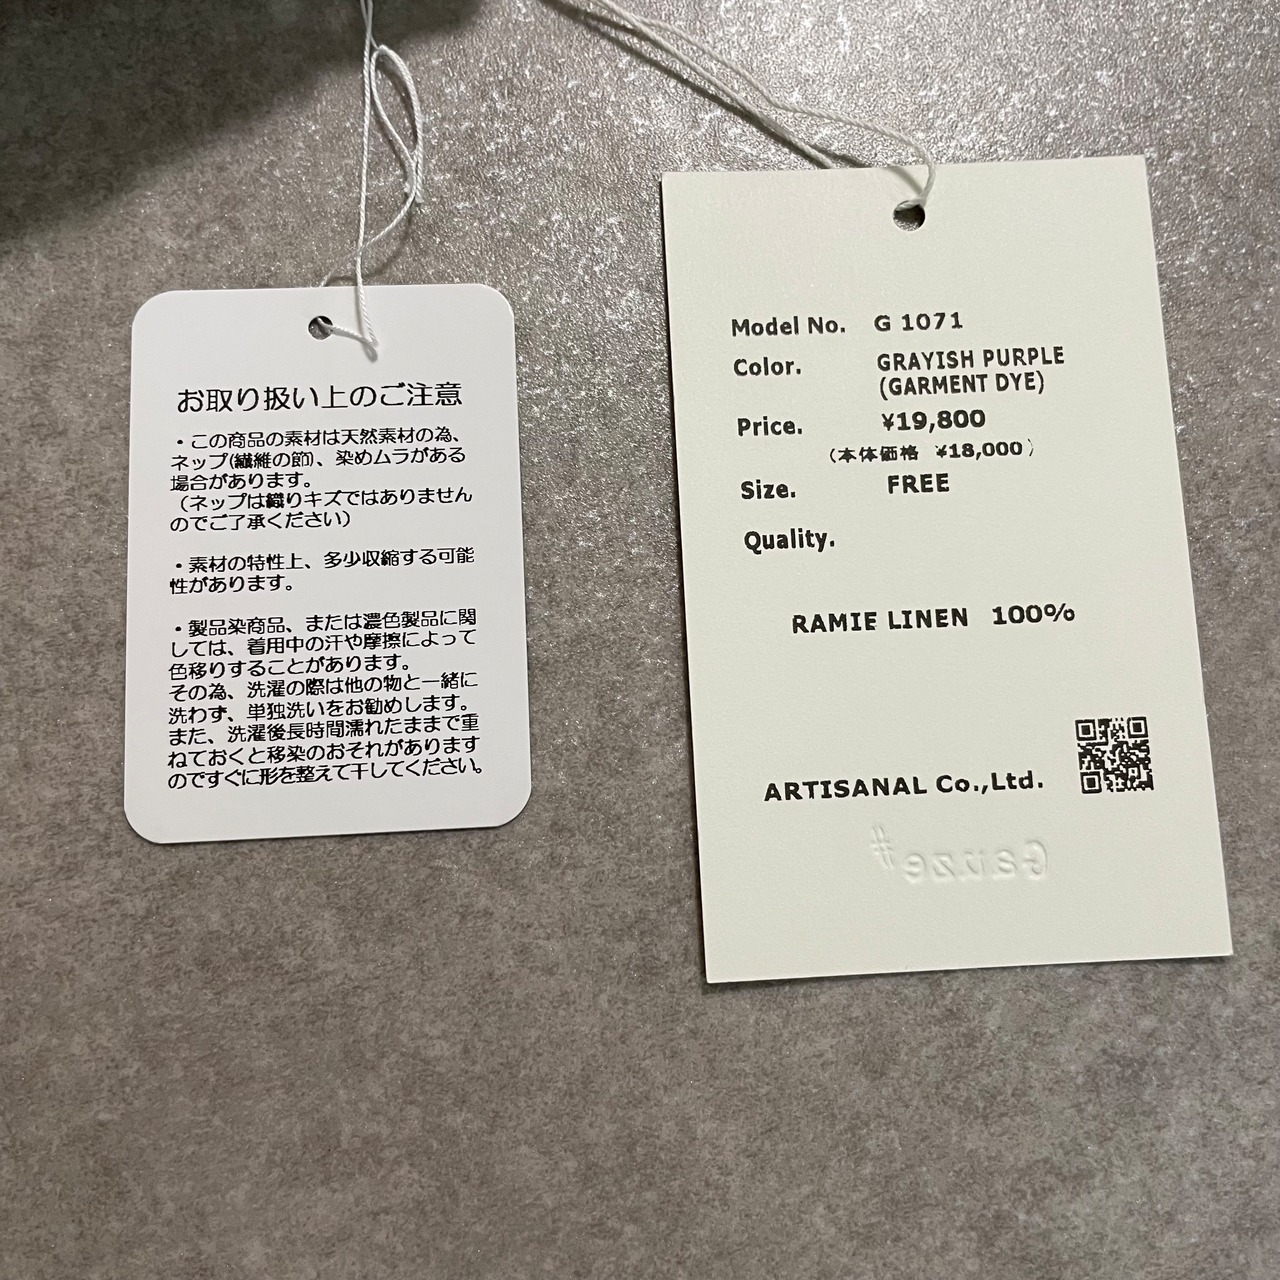 お取り扱い上のご注意
・この商品の素材は天然素材の為、
ネップ(繊維の節)、染めムラがある
場合があります。
（ネップは織りキズではありません
のでご了承ください）
・素材の特性上、多少収縮する可能
性があります。
・製品染商品、または濃色製品に関
しては、着用中の汗や摩擦によって
色移りすることがあります。
その為、洗濯の際は他の物と一緒に
洗わず、単独洗いをお勧めします。
また、洗濯後長時間濡れたままで重
ねておくと移染のおそれがあります
のですぐに形を整えて干してください。
Model No. G 1071
Color. GRAYISH PURPLE
(GARMENT DYE)
Price. ¥19,800
（本体価格 ¥18,000）
Size. FREE
Quality.
RAMIE LINEN 100%
ARTISANAL Co.,Ltd.
Gauze#